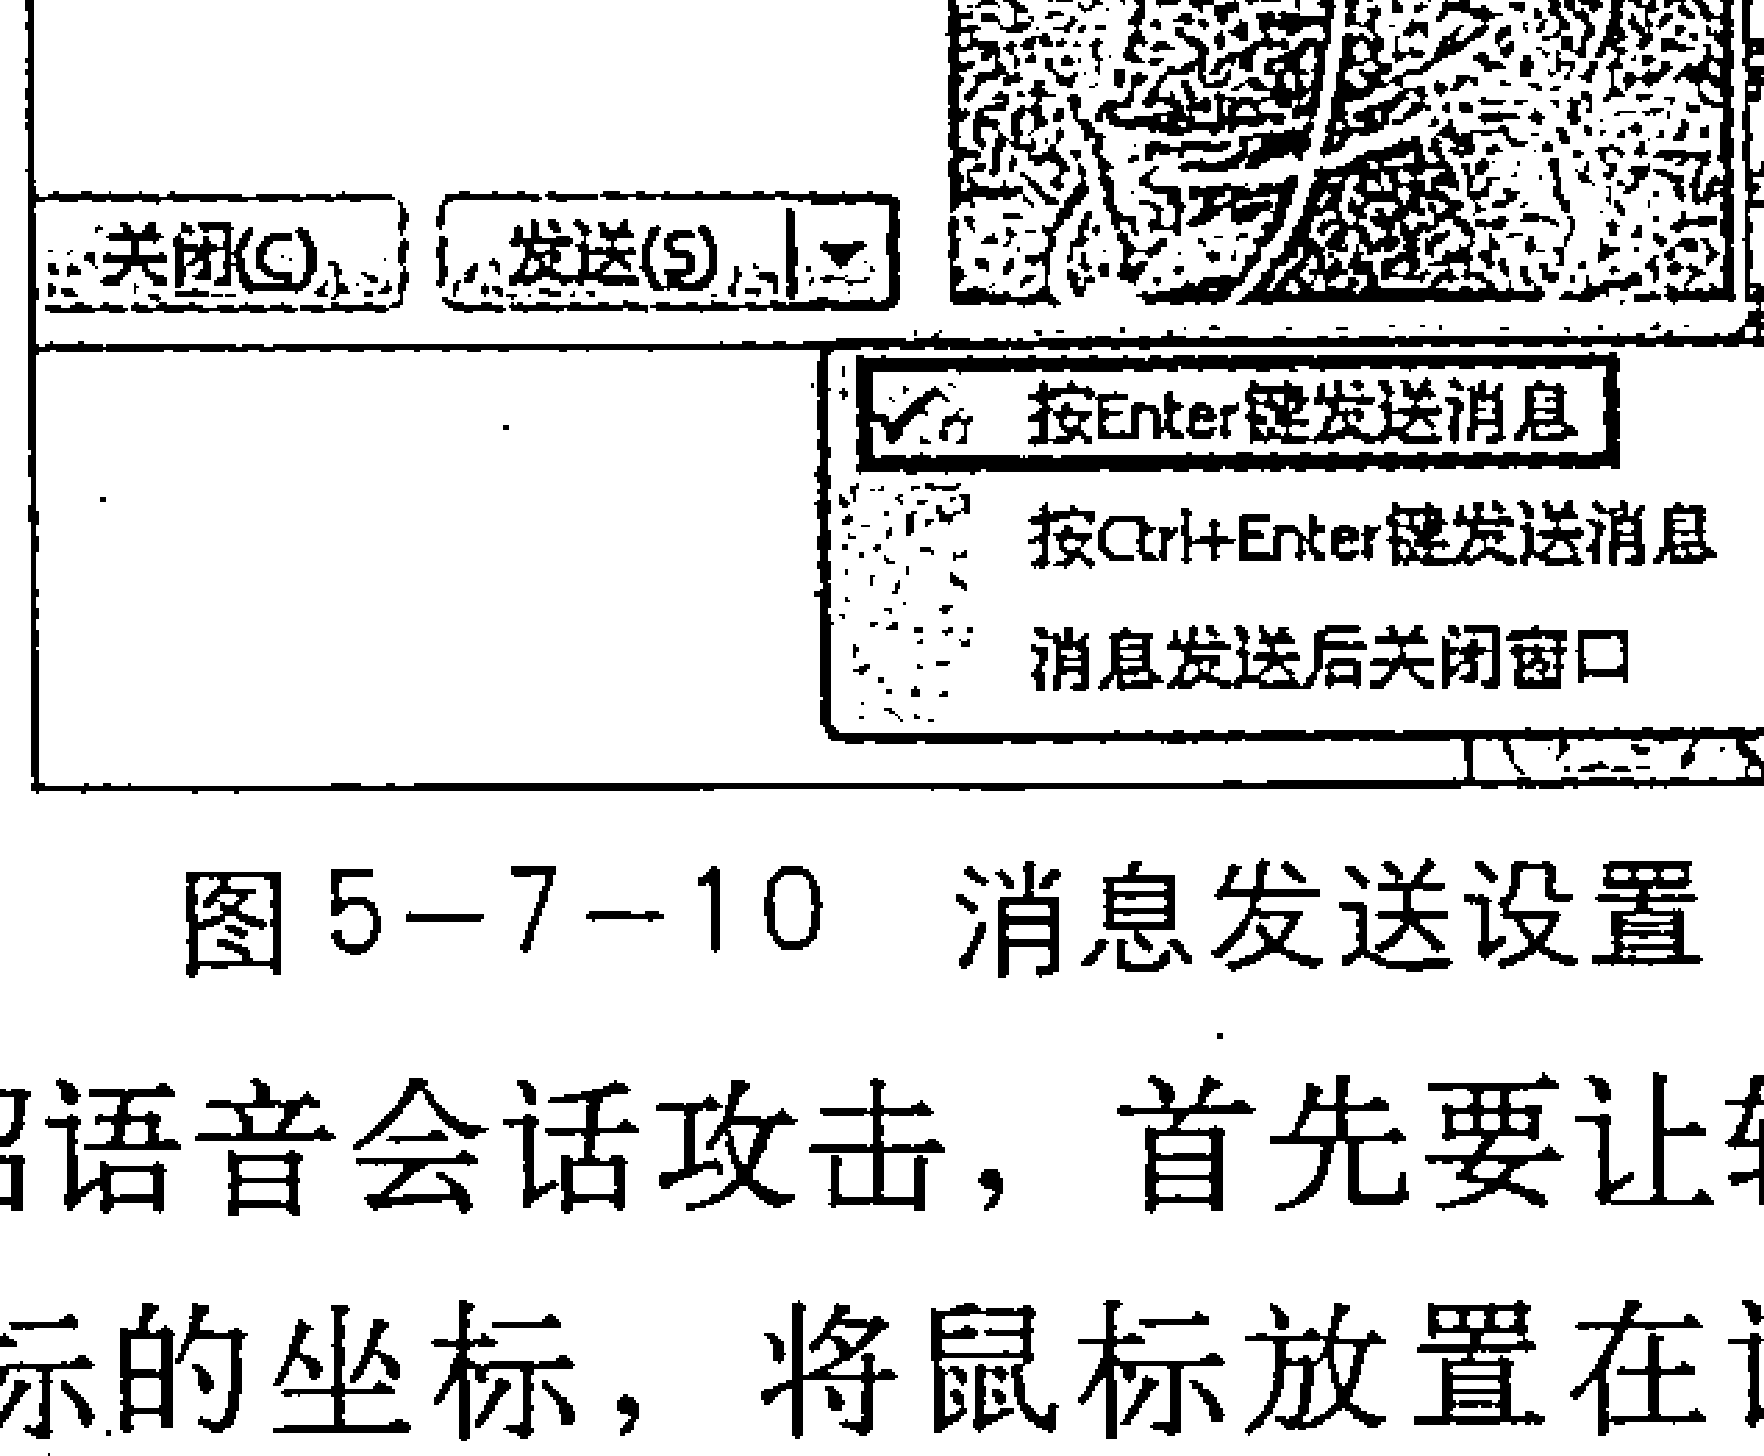 关闭(C) 发送(S)
按Enter键发送消息
按Ctrl+Enter键发送消息
消息发送后关闭窗口
图5-7-10 消息发送设置
语音会话攻击，首先要让
标的坐标，将鼠标放置在